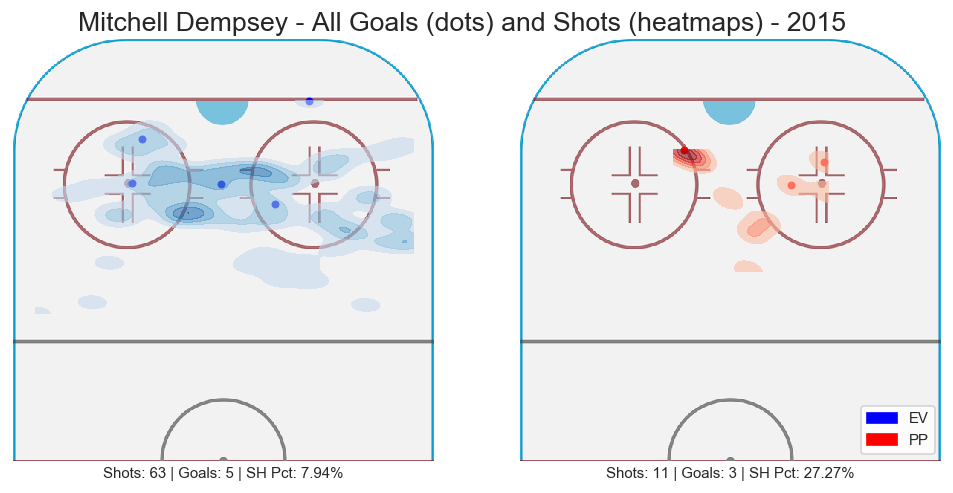 Mitchell Dempsey - All Goals (dots) and Shots (heatmaps) - 2015
EV
PP
Shots: 63 | Goals: 5 | SH Pct: 7.94%
Shots: 11 | Goals: 3 | SH Pct: 27.27%